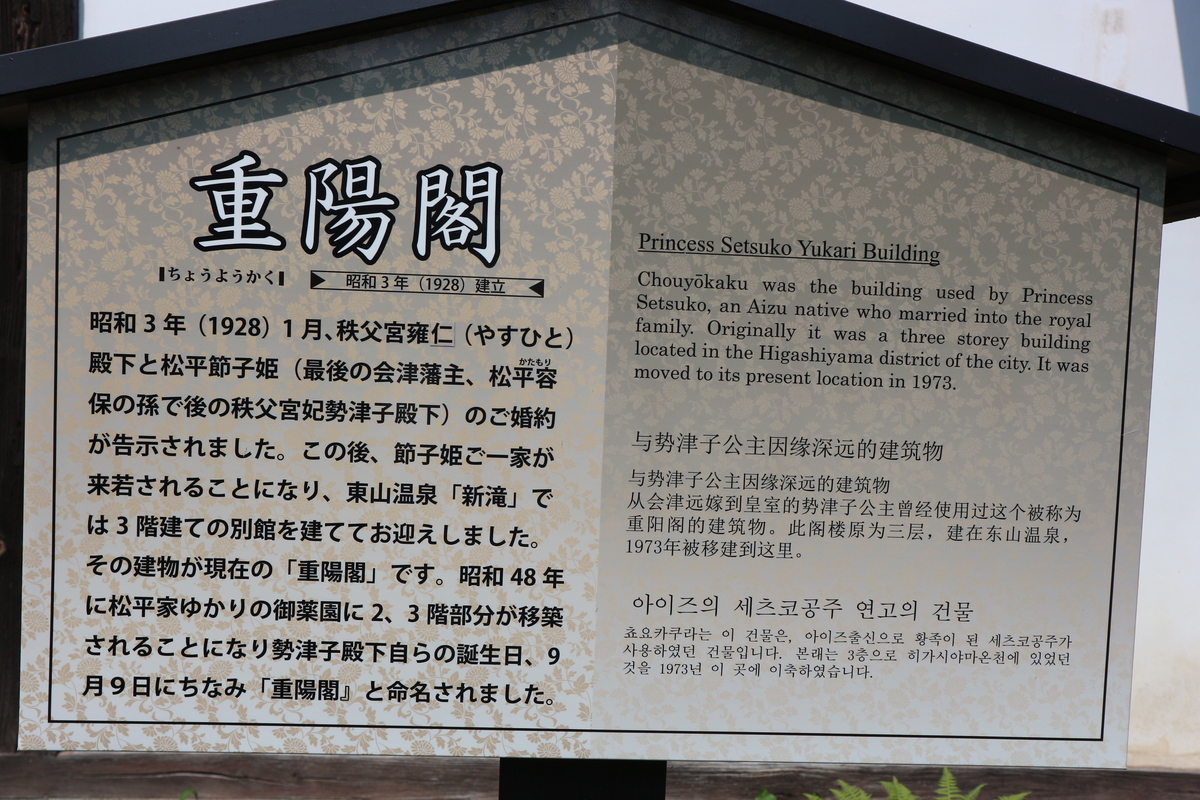 重陽閣
ちょうようかく
昭和3年（1928）建立
昭和 3 年（1928）1 月、秩父宮雍仁（やすひと）
殿下と松平節子姫（最後の会津藩主、松平容
かたもり
保の孫で後の秩父宮妃勢津子殿下）のご婚約
が告示されました。この後、節子姫ご一家が
来若されることになり、東山温泉「新滝」で
は 3 階建ての別館を建ててお迎えしました。
その建物が現在の「重陽閣」です。昭和 48 年
に松平家ゆかりの御薬園に 2、3 階部分が移築
されることになり勢津子殿下自らの誕生日、9
月９日にちなみ「重陽閣』と命名されました。
Princess Setsuko Yukari Building
Chouyōkaku was the building used by Princess
Setsuko, an Aizu native who married into the royal
family. Originally it was a three storey building
located in the Higashiyama district of the city. It was
moved to its present location in 1973.
与势津子公主因缘深远的建筑物
与势津子公主因缘深远的建筑物
从会津远嫁到皇室的势津子公主曾经使用过这个被称为
重阳阁的建筑物。此阁楼原为三层，建在东山温泉，
1973年被移建到这里。
아이즈의 세츠코공주 연고의 건물
쵸요카쿠라는 이 건물은, 아이즈출신으로 황족이 된 세츠코공주가
사용하였던 건물입니다. 본래는 3층으로 히가시야마온천에 있었던
것을 1973년 이 곳에 이축하였습니다.